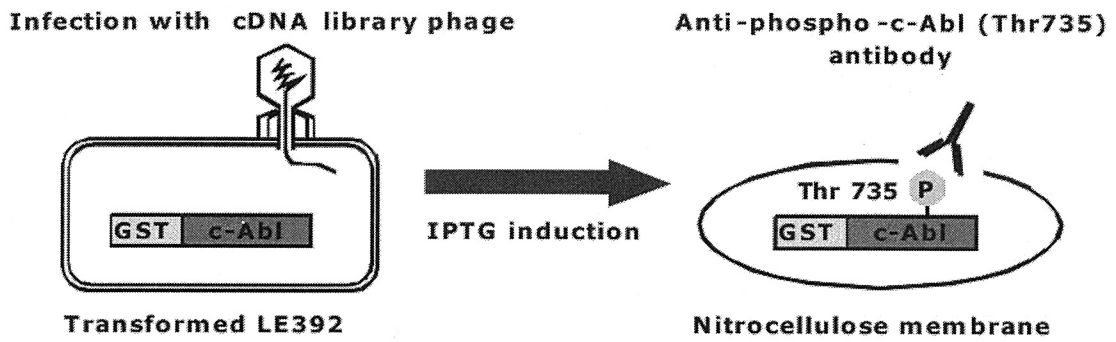 Infection with cDNA library phage
Anti-phospho-c-Abl (Thr735)
antibody
Thr 735 P
GST c-Abl
IPTG induction
GST c-Abl
Transformed LE392
Nitrocellulose membrane